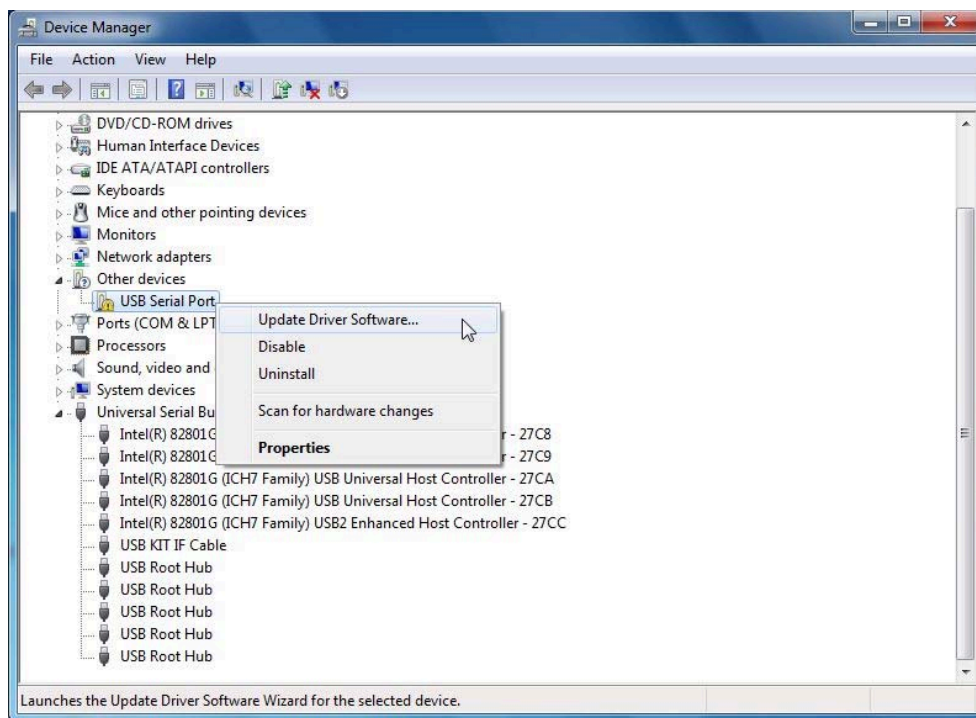 Device Manager
File Action View Help
DVD/CD-ROM drives
Human Interface Devices
IDE ATA/ATAPI controllers
Keyboards
Mice and other pointing devices
Monitors
Network adapters
Other devices
USB Serial Port
Ports (COM & LPT
Processors
Sound, video and
System devices
Universal Serial Bu
Update Driver Software...
Disable
Uninstall
Scan for hardware changes
Properties
Intel(R) 82801G r - 27C8
Intel(R) 82801G r - 27C9
Intel(R) 82801G (ICH7 Family) USB Universal Host Controller - 27CA
Intel(R) 82801G (ICH7 Family) USB Universal Host Controller - 27CB
Intel(R) 82801G (ICH7 Family) USB2 Enhanced Host Controller - 27CC
USB KIT IF Cable
USB Root Hub
USB Root Hub
USB Root Hub
USB Root Hub
USB Root Hub
Launches the Update Driver Software Wizard for the selected device.